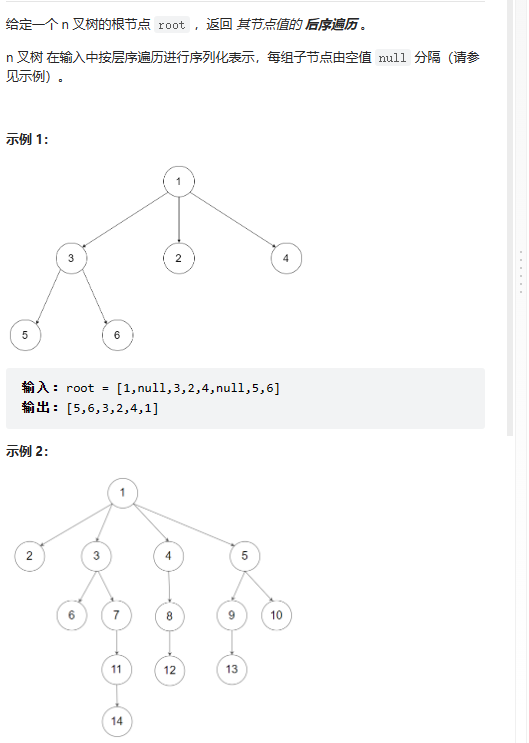 给定一个 n 叉树的根节点 root ，返回 其节点值的 后序遍历 。
n 叉树 在输入中按层序遍历进行序列化表示，每组子节点由空值 null 分隔（请参
见示例）。
示例 1：
1
3 2 4
5 6
输入：root = [1,null,3,2,4,null,5,6]
输出：[5,6,3,2,4,1]
示例 2：
1
2 3 4 5
6 7 8 9 10
11 12 13
14